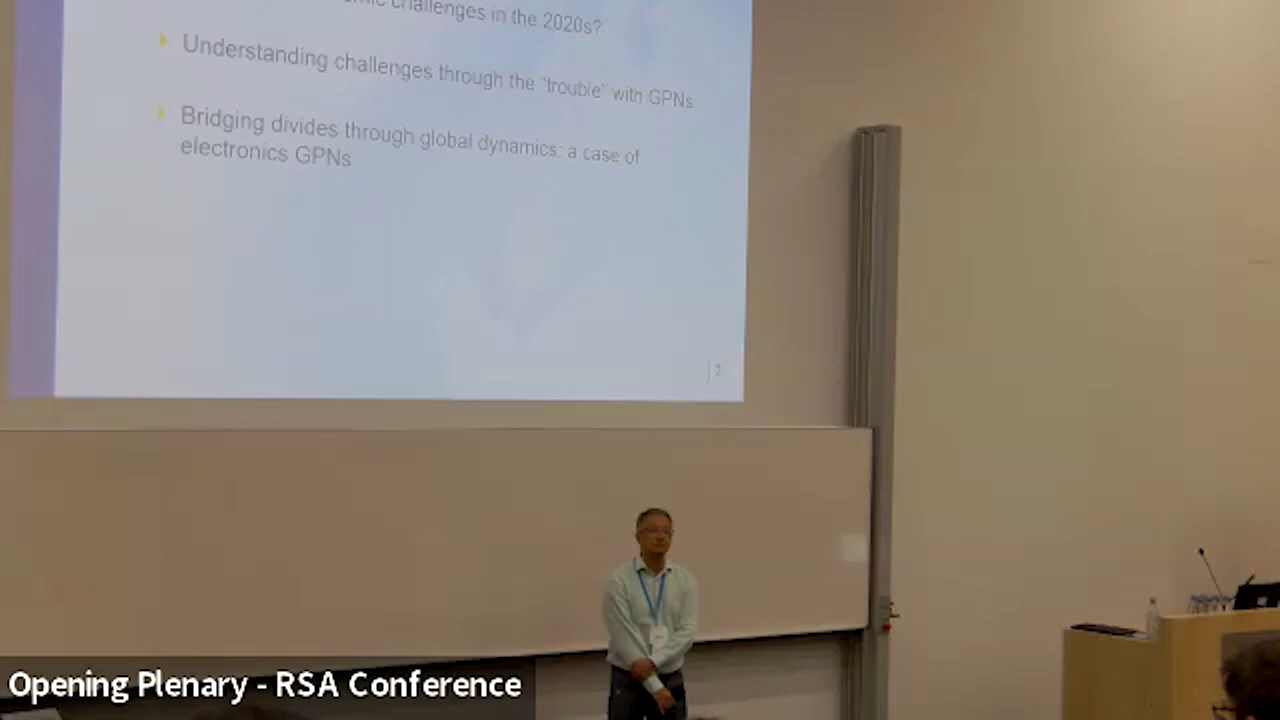 challenges in the 2020s?
Understanding challenges through the "trouble" with GPNs
Bridging divides through global dynamics: a case of
electronics GPNs
2
Opening Plenary - RSA Conference